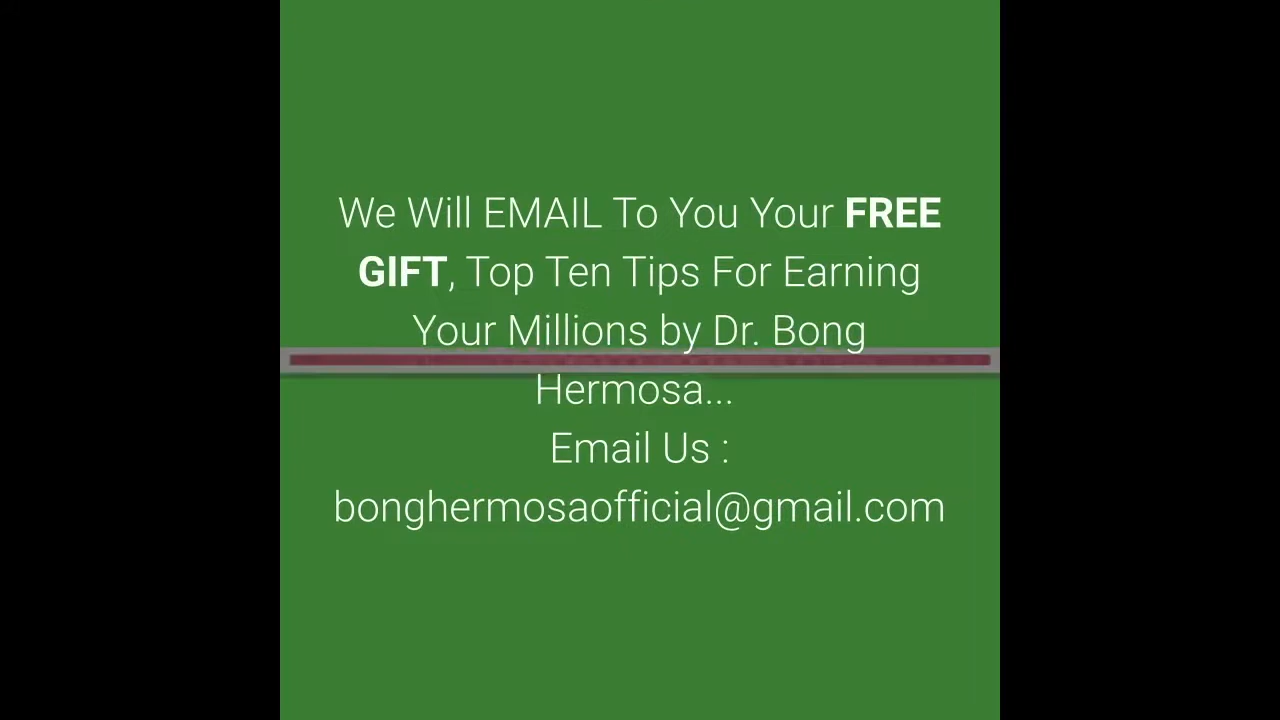 We Will EMAIL To You Your FREE
GIFT, Top Ten Tips For Earning
Your Millions by Dr. Bong
Hermosa...
Email Us :
bonghermosaofficial@gmail.com